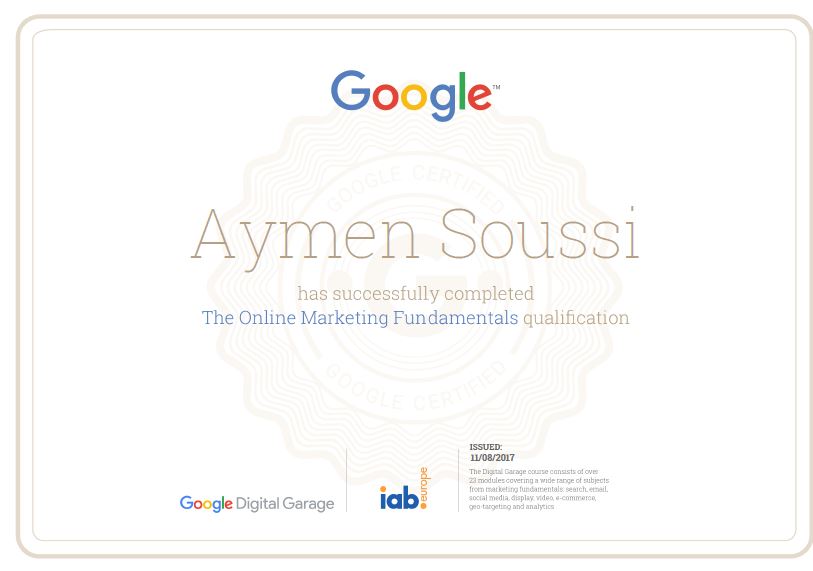 Google™
GOOGLE CERTIFIED
Aymen Soussi
has successfully completed
The Online Marketing Fundamentals qualification
GOOGLE CERTIFIED
ISSUED:
11/08/2017
The Digital Garage course consists of over
23 modules covering a wide range of subjects
from marketing fundamentals: search, email,
social media, display, video, e-commerce,
geo-targeting and analytics
Google Digital Garage
iab.europe